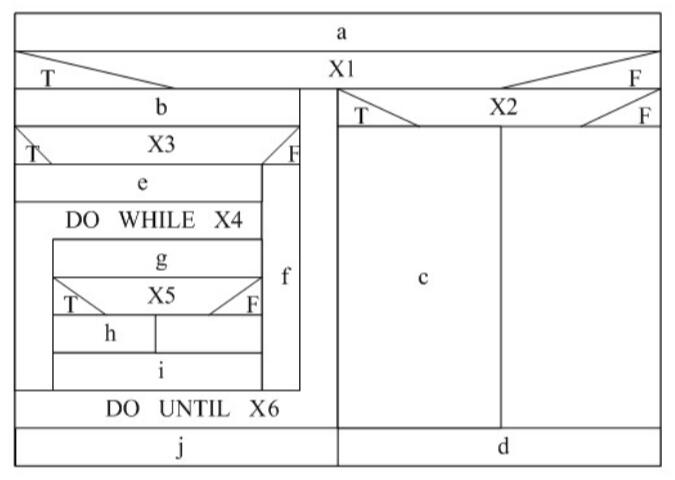 a
T X1 F
b
T X2 F
T X3 F
e
DO WHILE X4
g
f
c
T X5 F
h
i
DO UNTIL X6
j d